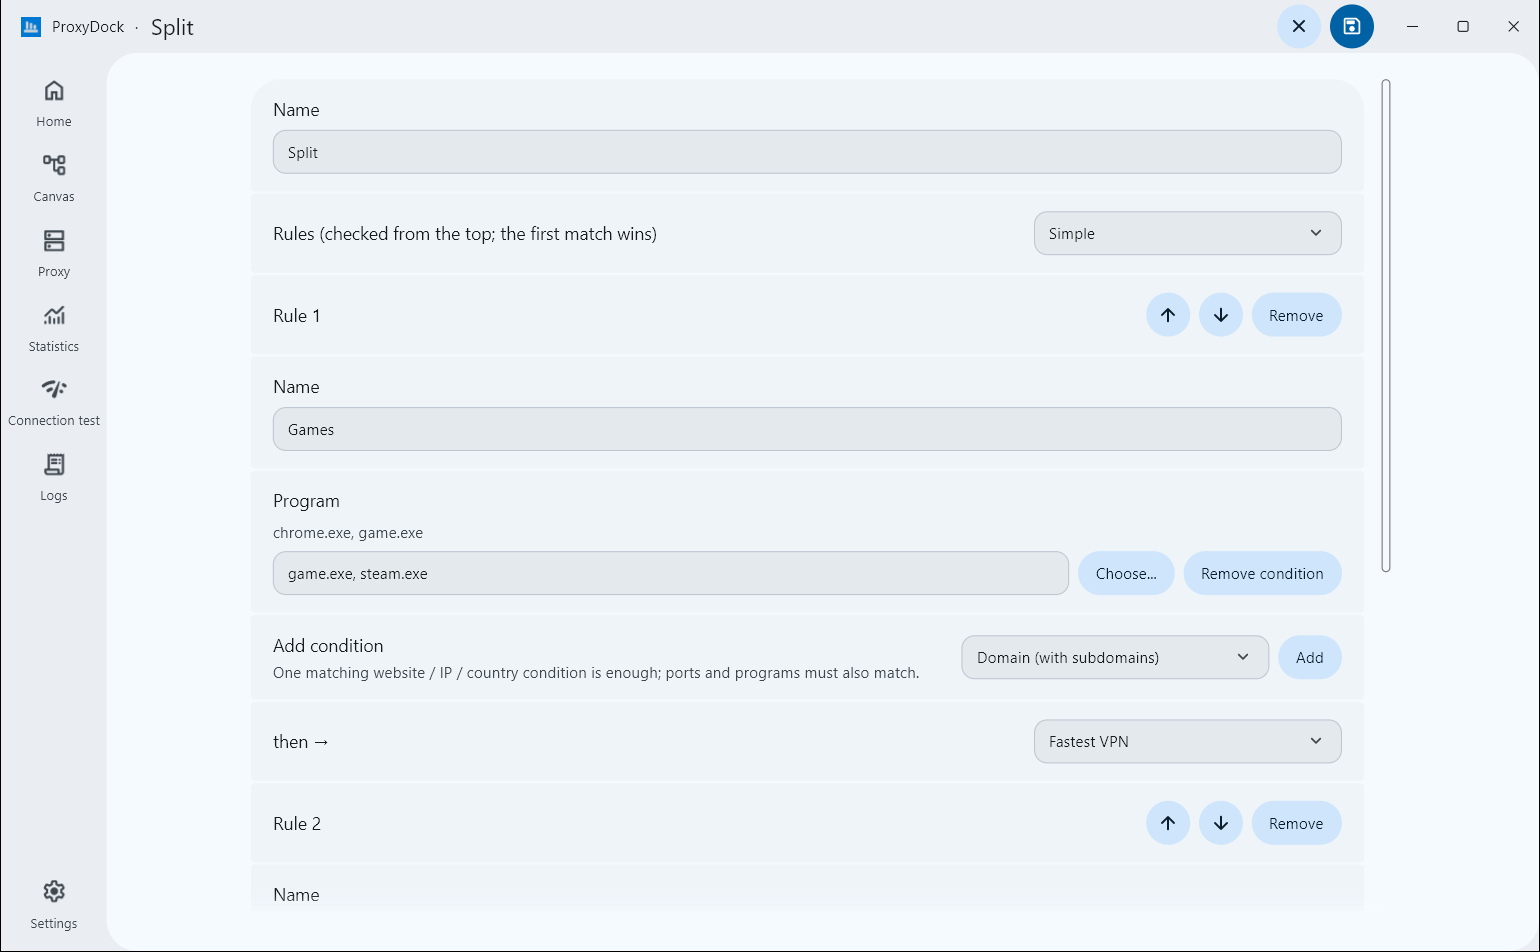 ProxyDock · Split
Home
Canvas
Proxy
Statistics
Connection test
Logs
Settings
Name
Split
Rules (checked from the top; the first match wins)
Simple
Rule 1
Remove
Name
Games
Program
chrome.exe, game.exe
game.exe, steam.exe
Choose...
Remove condition
Add condition
One matching website / IP / country condition is enough; ports and programs must also match.
Domain (with subdomains)
Add
then →
Fastest VPN
Rule 2
Remove
Name